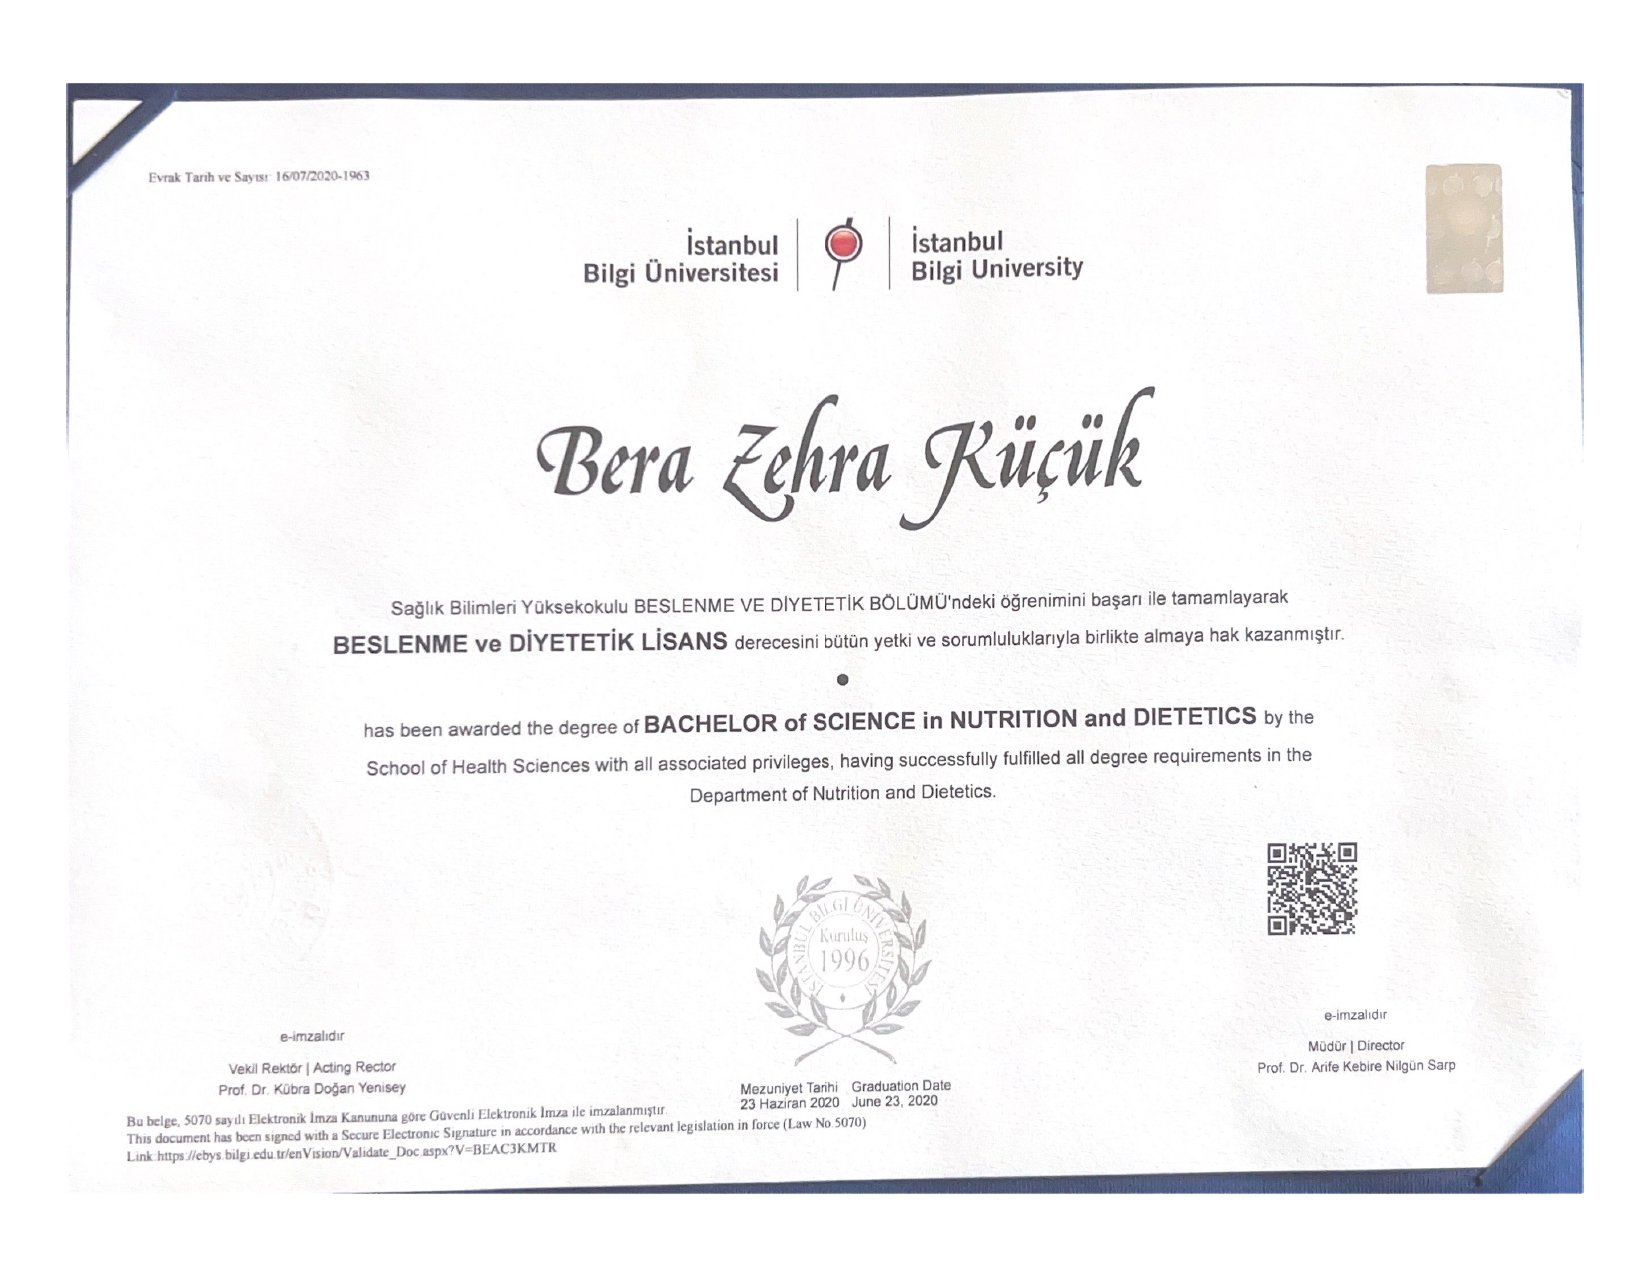 Evrak Tarih ve Sayısı: 16/07/2020-1963
İstanbul
Bilgi Üniversitesi
İstanbul
Bilgi University
Bera Zehra Küçük
Sağlık Bilimleri Yüksekokulu BESLENME VE DİYETETİK BÖLÜMÜ'ndeki öğrenimini başarı ile tamamlayarak
BESLENME ve DİYETETİK LİSANS derecesini bütün yetki ve sorumluluklarıyla birlikte almaya hak kazanmıştır.
has been awarded the degree of BACHELOR of SCIENCE in NUTRITION and DIETETICS by the
School of Health Sciences with all associated privileges, having successfully fulfilled all degree requirements in the
Department of Nutrition and Dietetics.
İSTANBUL BİLGİ ÜNİVERSİTESİ
Kuruluş
1996
e-imzalıdır
Vekil Rektör | Acting Rector
Prof. Dr. Kübra Doğan Yenisey
e-imzalıdır
Müdür | Director
Prof. Dr. Arife Kebire Nilgün Sarp
Mezuniyet Tarihi Graduation Date
23 Haziran 2020 June 23, 2020
Bu belge, 5070 sayılı Elektronik İmza Kanununa göre Güvenli Elektronik İmza ile imzalanmıştır.
This document has been signed with a Secure Electronic Signature in accordance with the relevant legislation in force (Law No.5070)
Link:https://ebys.bilgi.edu.tr/enVision/Validate_Doc.aspx?V=BEAC3KMTR